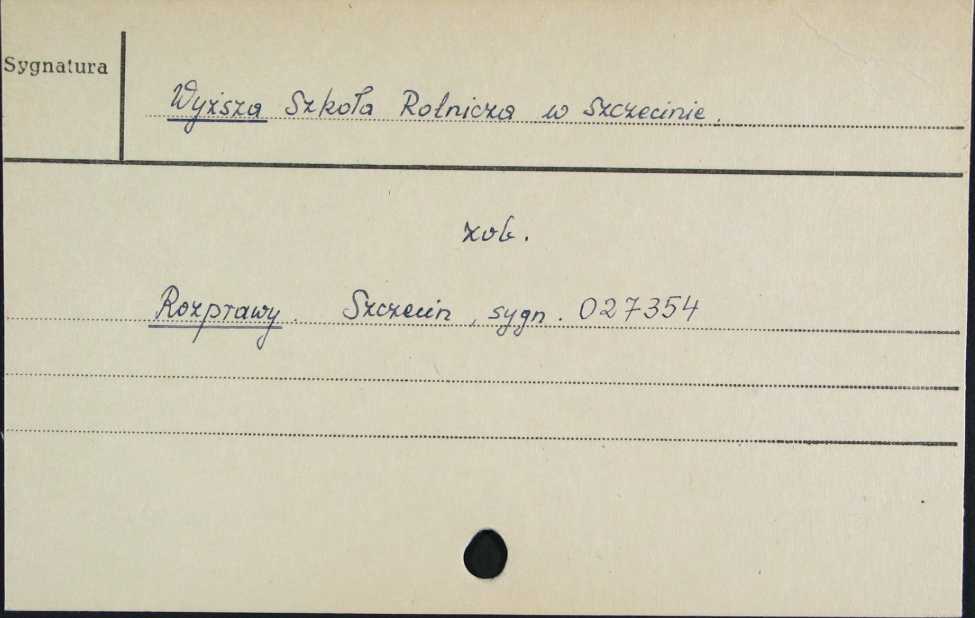 Sygnatura
Wyższa Szkoła Rolnicza w Szczecinie.
zob.
Rozprawy. Szczecin, sygn. 027354